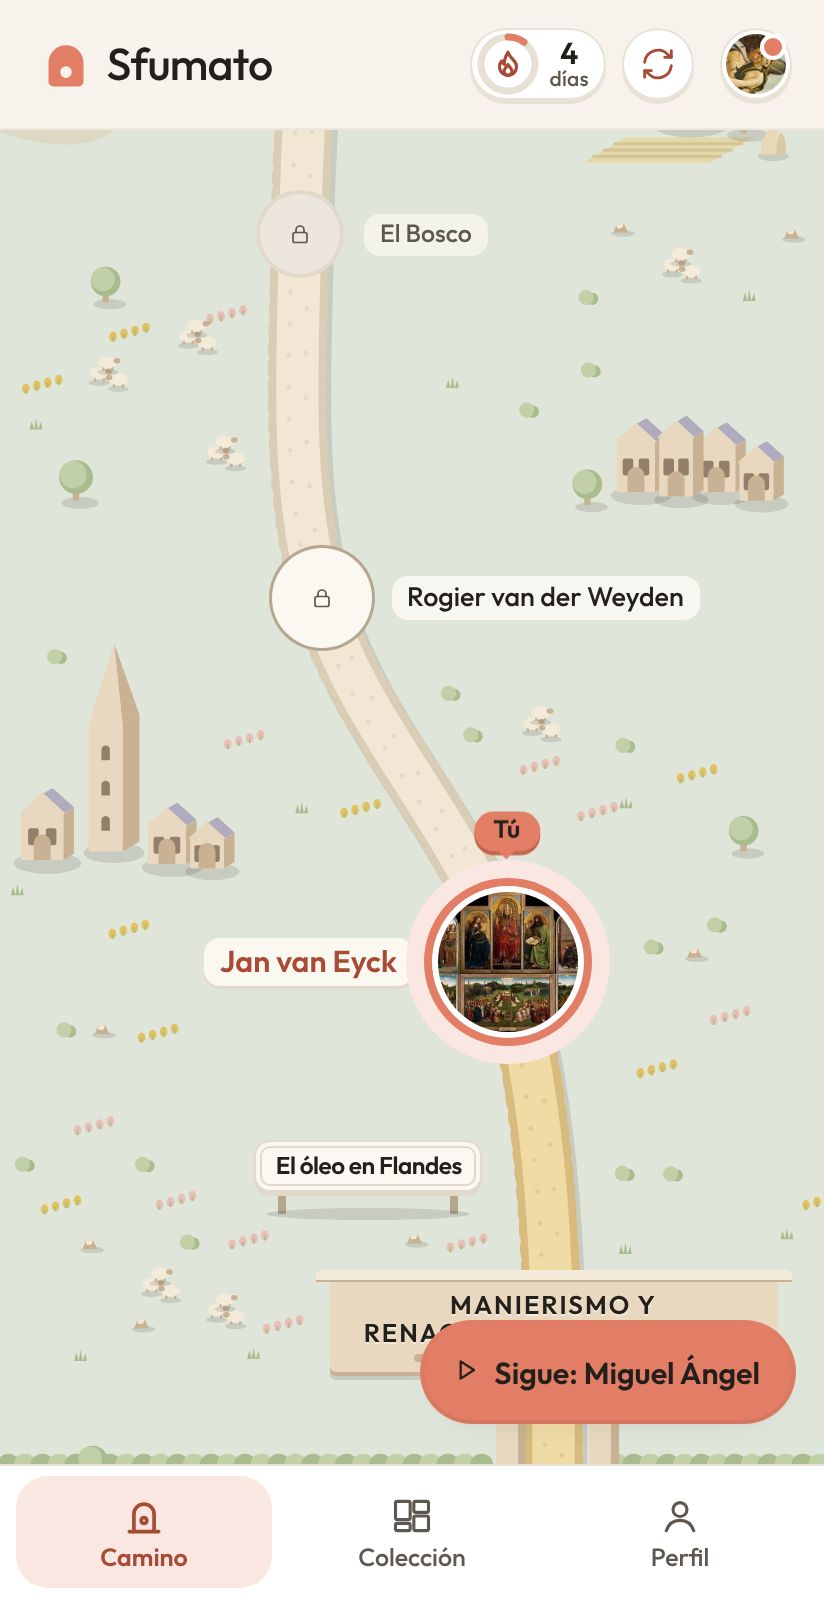 Sfumato
4
días
El Bosco
Rogier van der Weyden
Tú
Jan van Eyck
El óleo en Flandes
MANIERISMO Y
Sigue: Miguel Ángel
Camino
Colección
Perfil